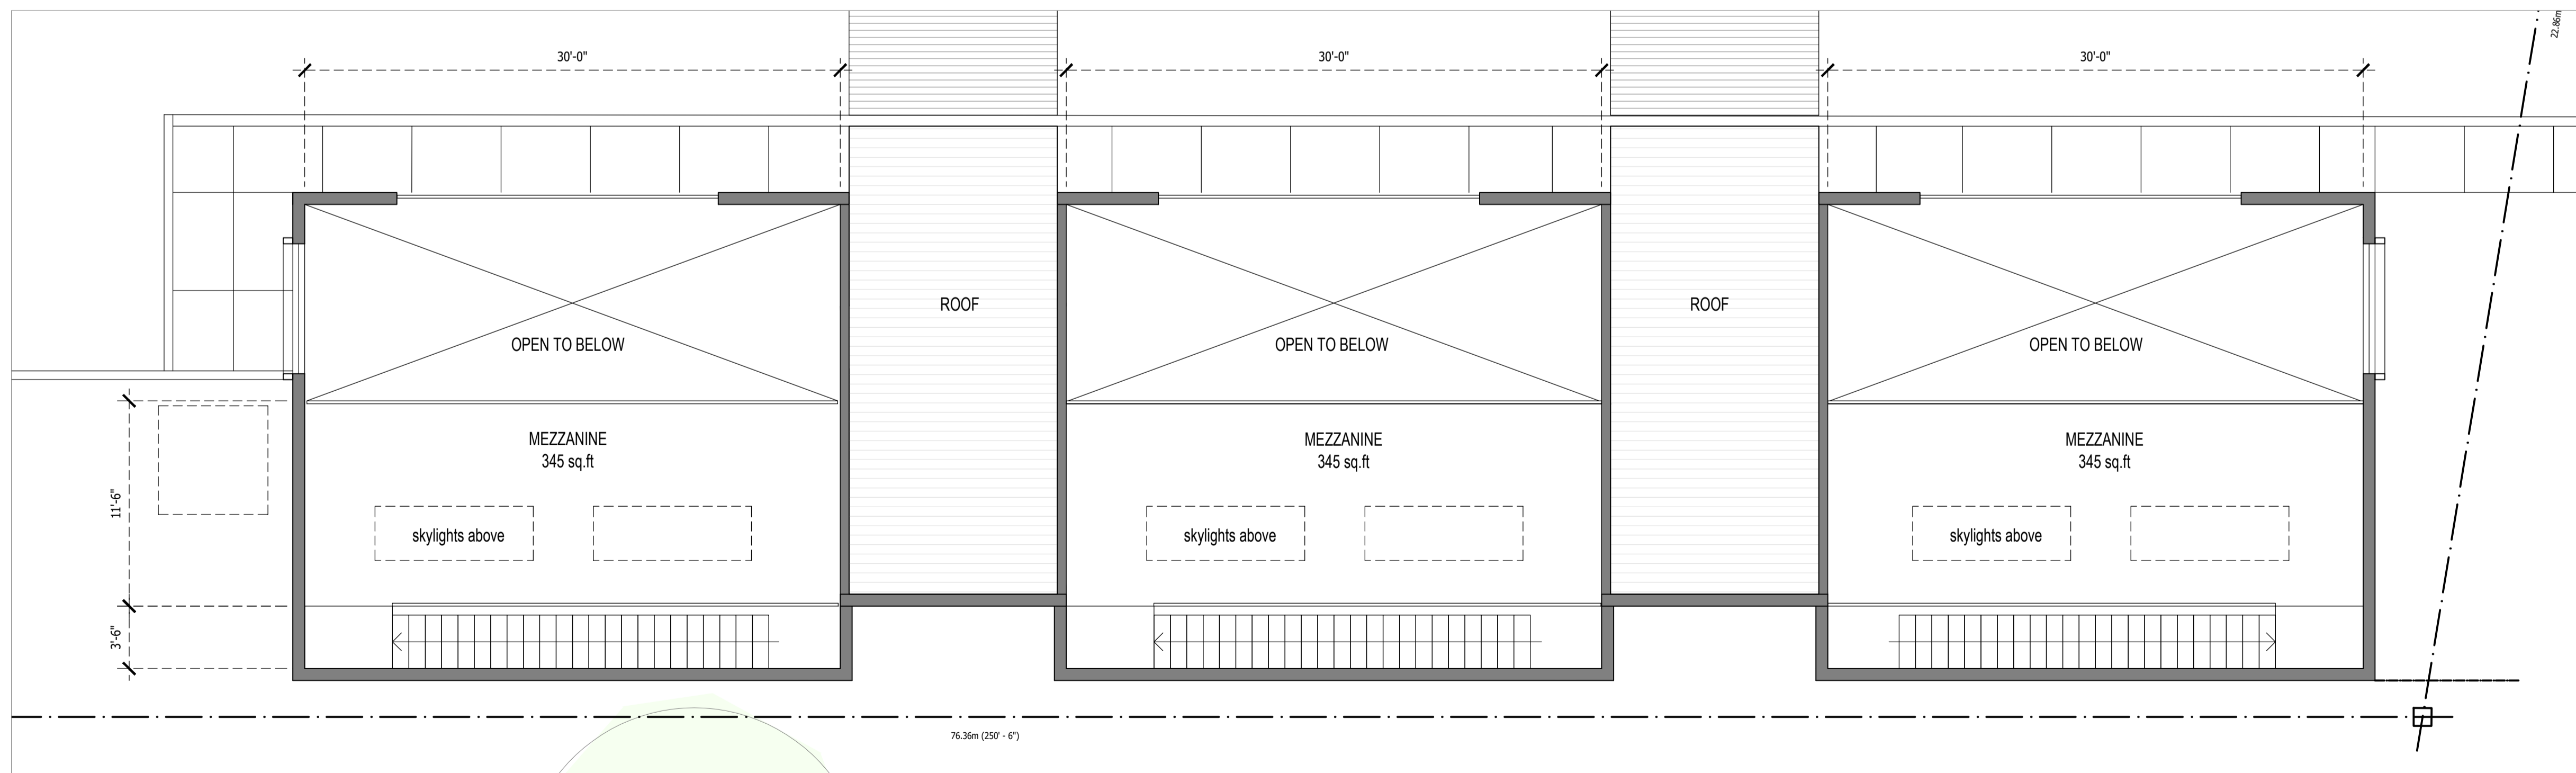 22.86m
30'-0"
30'-0"
30'-0"
ROOF
ROOF
OPEN TO BELOW
OPEN TO BELOW
OPEN TO BELOW
MEZZANINE
345 sq.ft
MEZZANINE
345 sq.ft
MEZZANINE
345 sq.ft
11'-6"
skylights above
skylights above
skylights above
3'-6"
76.36m (250' - 6")